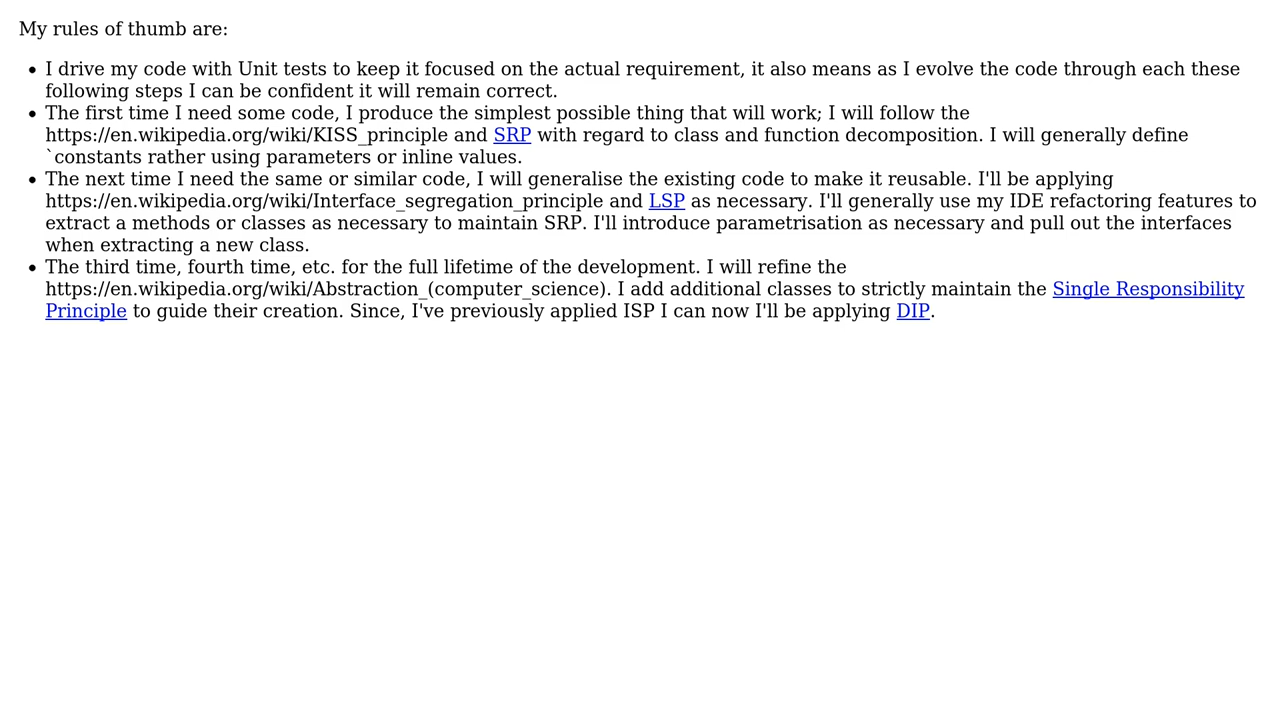 My rules of thumb are:
• I drive my code with Unit tests to keep it focused on the actual requirement, it also means as I evolve the code through each these
following steps I can be confident it will remain correct.
• The first time I need some code, I produce the simplest possible thing that will work; I will follow the
https://en.wikipedia.org/wiki/KISS_principle and SRP with regard to class and function decomposition. I will generally define
`constants rather using parameters or inline values.
• The next time I need the same or similar code, I will generalise the existing code to make it reusable. I'll be applying
https://en.wikipedia.org/wiki/Interface_segregation_principle and LSP as necessary. I'll generally use my IDE refactoring features to
extract a methods or classes as necessary to maintain SRP. I'll introduce parametrisation as necessary and pull out the interfaces
when extracting a new class.
• The third time, fourth time, etc. for the full lifetime of the development. I will refine the
https://en.wikipedia.org/wiki/Abstraction_(computer_science). I add additional classes to strictly maintain the Single Responsibility
Principle to guide their creation. Since, I've previously applied ISP I can now I'll be applying DIP.